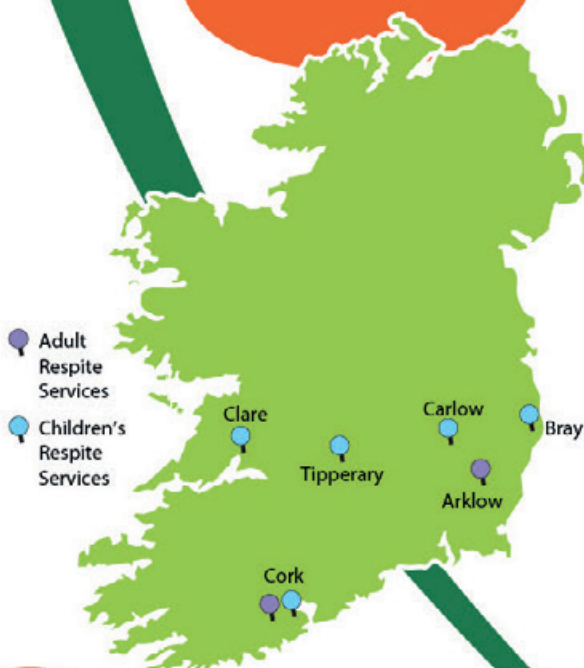 Adult
Respite
Services
Children's
Respite
Services
Clare
Carlow
Bray
Tipperary
Arklow
Cork